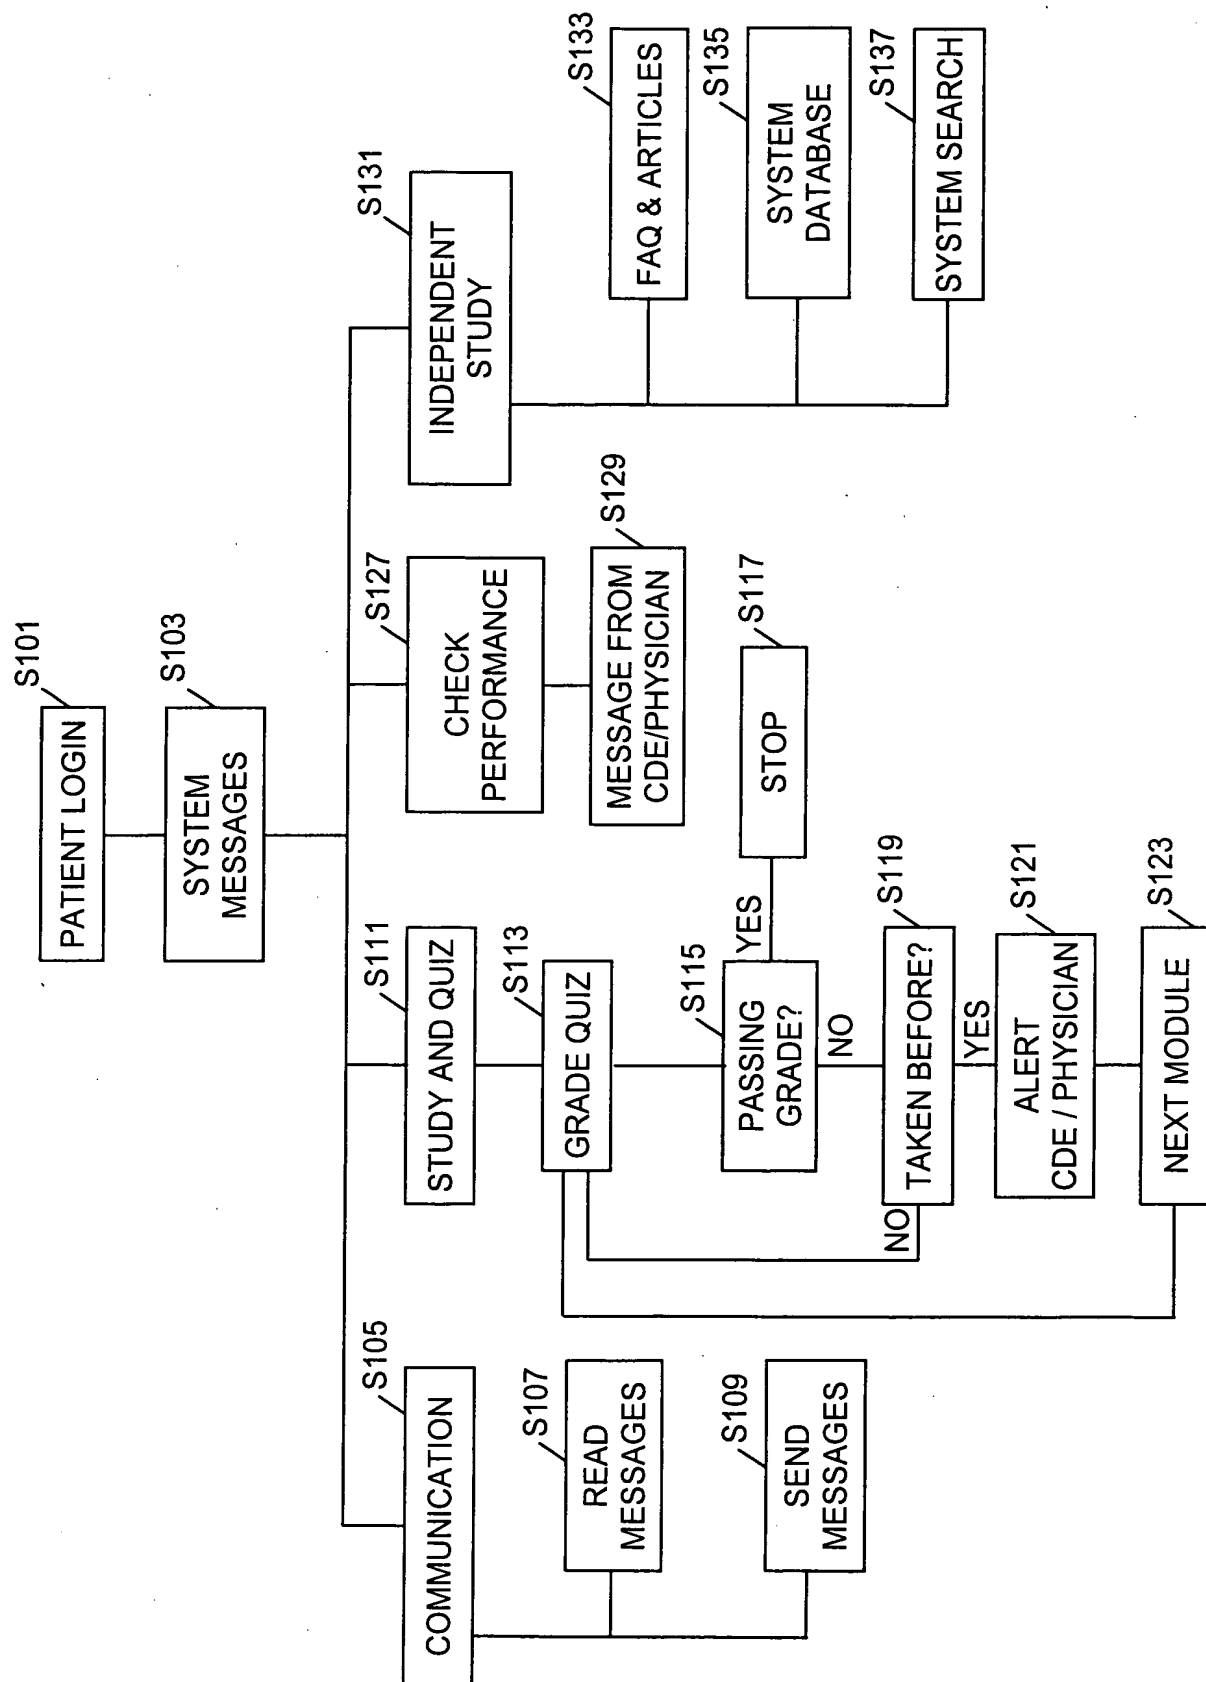 S101
PATIENT LOGIN
S103
SYSTEM
MESSAGES
S105
COMMUNICATION
S107
READ
MESSAGES
S109
SEND
MESSAGES
S111
STUDY AND QUIZ
S113
GRADE QUIZ
S115
PASSING
GRADE?
YES
S117
STOP
NO
S119
TAKEN BEFORE?
NO
YES
S121
ALERT
CDE / PHYSICIAN
S123
NEXT MODULE
S127
CHECK
PERFORMANCE
S129
MESSAGE FROM
CDE/PHYSICIAN
S131
INDEPENDENT
STUDY
S133
FAQ & ARTICLES
S135
SYSTEM
DATABASE
S137
SYSTEM SEARCH